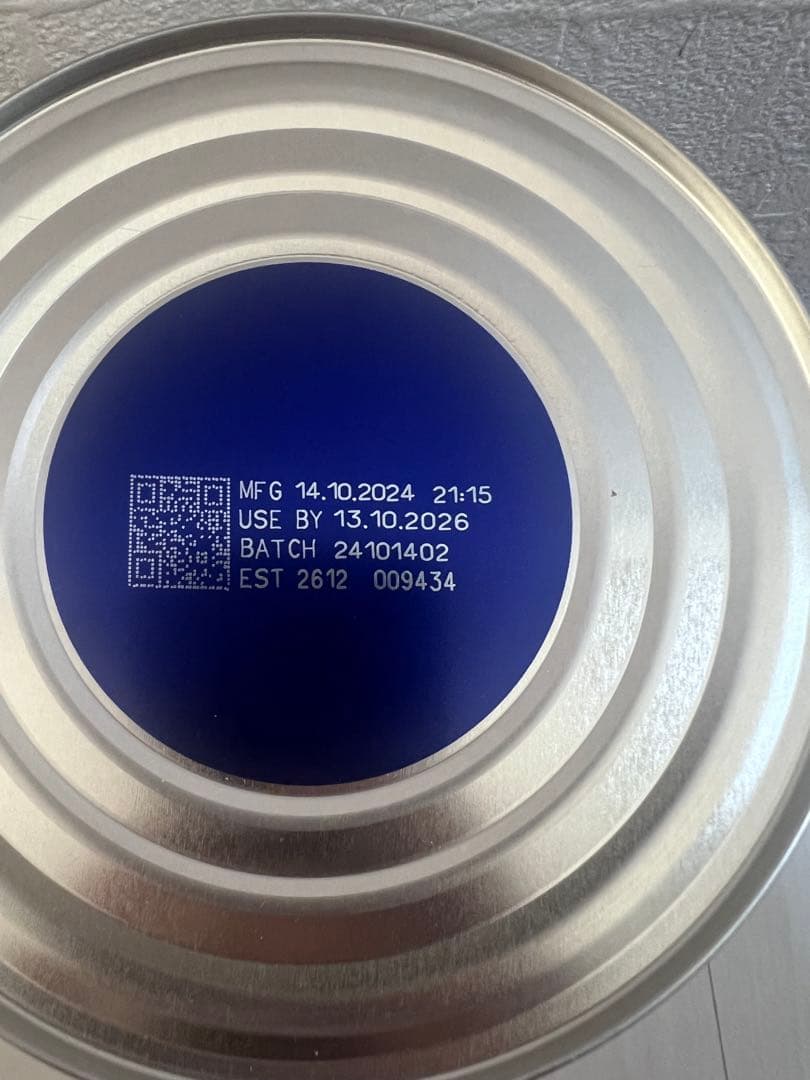 MFG 14.10.2024 21:15
USE BY 13.10.2026
BATCH 24101402
EST 2612 009434